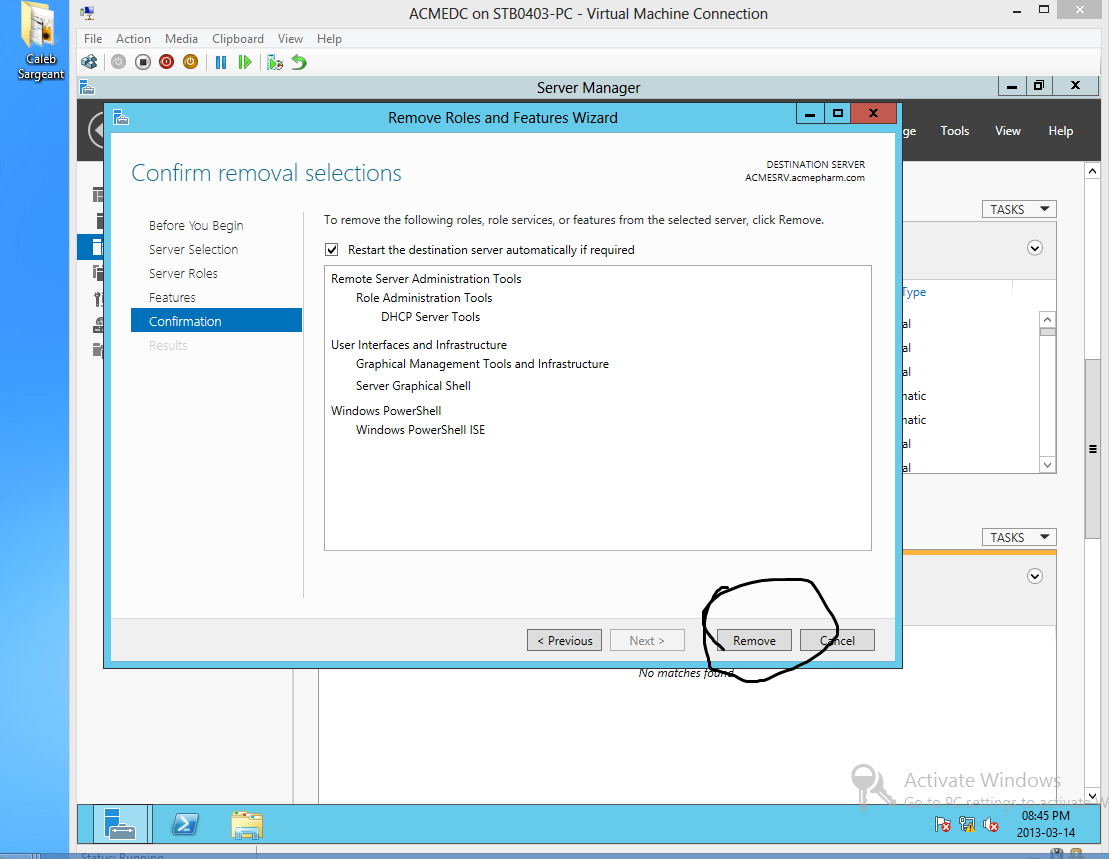 Caleb
Sargeant
ACMEDC on STB0403-PC - Virtual Machine Connection
File Action Media Clipboard View Help
Server Manager
ge Tools View Help
Remove Roles and Features Wizard
Confirm removal selections
DESTINATION SERVER
ACMESRV.acmepharm.com
Before You Begin
Server Selection
Server Roles
Features
Confirmation
Results
To remove the following roles, role services, or features from the selected server, click Remove.
Restart the destination server automatically if required
Remote Server Administration Tools
Role Administration Tools
DHCP Server Tools
User Interfaces and Infrastructure
Graphical Management Tools and Infrastructure
Server Graphical Shell
Windows PowerShell
Windows PowerShell ISE
< Previous Next > Remove Cancel
TASKS
Type
al
al
al
natic
natic
al
al
TASKS
No matches found
Activate Windows
Go to PC settings to activate W
08:45 PM
2013-03-14
Status: Running